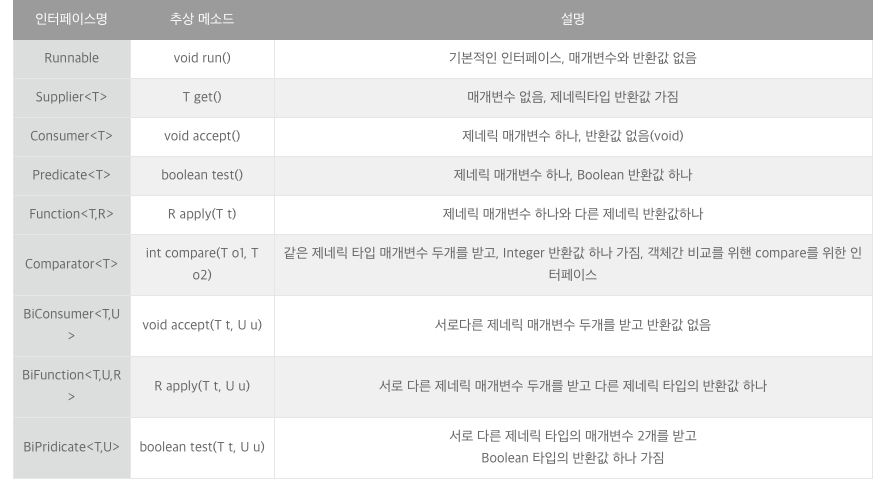 인터페이스명 추상 메소드 설명
Runnable void run() 기본적인 인터페이스, 매개변수와 반환값 없음
Supplier<T> T get() 매개변수 없음, 제네릭타입 반환값 가짐
Consumer<T> void accept() 제네릭 매개변수 하나, 반환값 없음(void)
Predicate<T> boolean test() 제네릭 매개변수 하나, Boolean 반환값 하나
Function<T,R> R apply(T t) 제네릭 매개변수 하나와 다른 제네릭 반환값하나
Comparator<T>
int compare(T o1, T
o2)
같은 제네릭 타입 매개변수 두개를 받고, Integer 반환값 하나 가짐, 객체간 비교를 위핸 compare를 위한 인
터페이스
BiConsumer<T,U
>
void accept(T t, U u)
서로다른 제네릭 매개변수 두개를 받고 반환값 없음
BiFunction<T,U,R
>
R apply(T t, U u)
서로 다른 제네릭 매개변수 두개를 받고 다른 제네릭 타입의 반환값 하나
BiPridicate<T,U>
boolean test(T t, U u)
서로 다른 제네릭 타입의 매개변수 2개를 받고
Boolean 타입의 반환값 하나 가짐